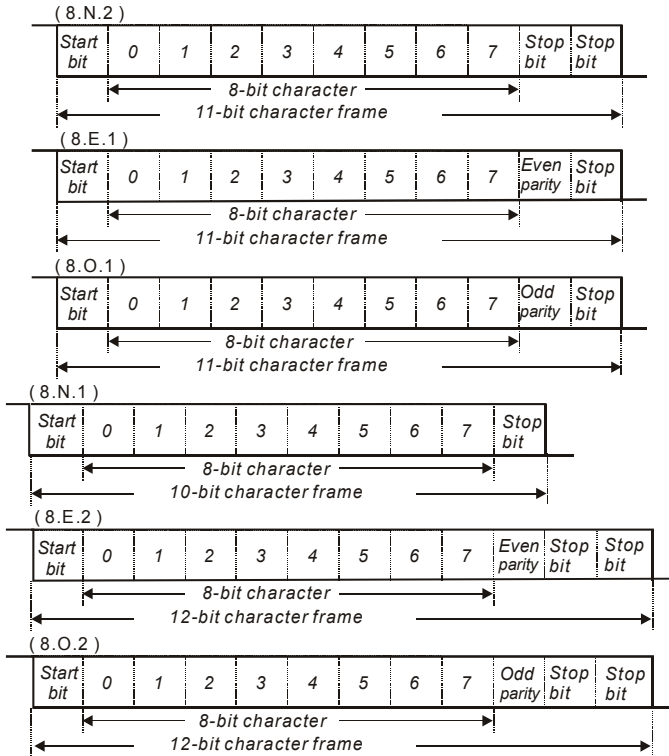 ( 8.N.2 )
Start bit 0 1 2 3 4 5 6 7 Stop bit Stop bit
8-bit character
11-bit character frame
( 8.E.1 )
Start bit 0 1 2 3 4 5 6 7 Even parity Stop bit
8-bit character
11-bit character frame
( 8.O.1 )
Start bit 0 1 2 3 4 5 6 7 Odd parity Stop bit
8-bit character
11-bit character frame
( 8.N.1 )
Start bit 0 1 2 3 4 5 6 7 Stop bit
8-bit character
10-bit character frame
( 8.E.2 )
Start bit 0 1 2 3 4 5 6 7 Even parity Stop bit Stop bit
8-bit character
12-bit character frame
( 8.O.2 )
Start bit 0 1 2 3 4 5 6 7 Odd parity Stop bit Stop bit
8-bit character
12-bit character frame